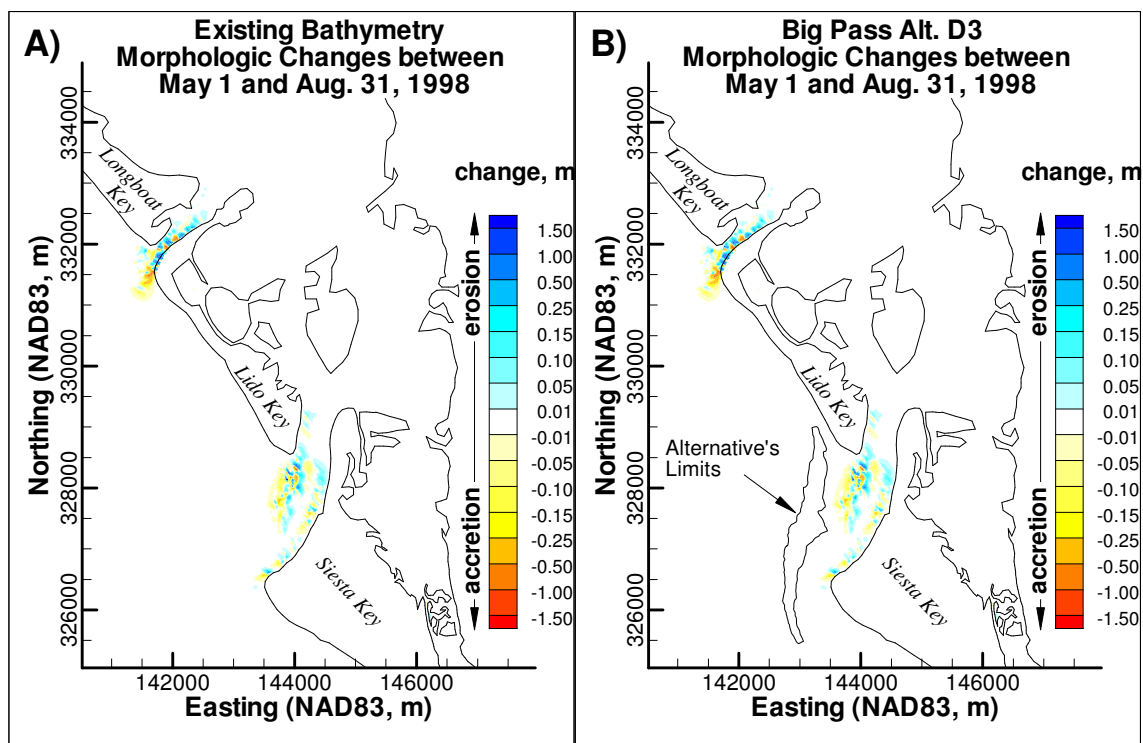 A)
Existing Bathymetry
Morphologic Changes between
May 1 and Aug. 31, 1998
Northing (NAD83, m)
334000
332000
330000
328000
326000
Longboat
Key
Lido Key
Siesta Key
change, m
erosion
accretion
1.50
1.00
0.50
0.25
0.10
0.05
0.01
-0.01
-0.05
-0.10
-0.15
-0.25
-0.50
-1.00
-1.50
142000
144000
146000
Easting (NAD83, m)
B)
Big Pass Alt. D3
Morphologic Changes between
May 1 and Aug. 31, 1998
Northing (NAD83, m)
334000
332000
330000
328000
326000
Longboat
Key
Lido Key
Alternative's
Limits
Siesta Key
change, m
erosion
accretion
1.50
1.00
0.50
0.25
0.10
0.05
0.01
-0.01
-0.05
-0.10
-0.15
-0.25
-0.50
-1.00
-1.50
142000
144000
146000
Easting (NAD83, m)